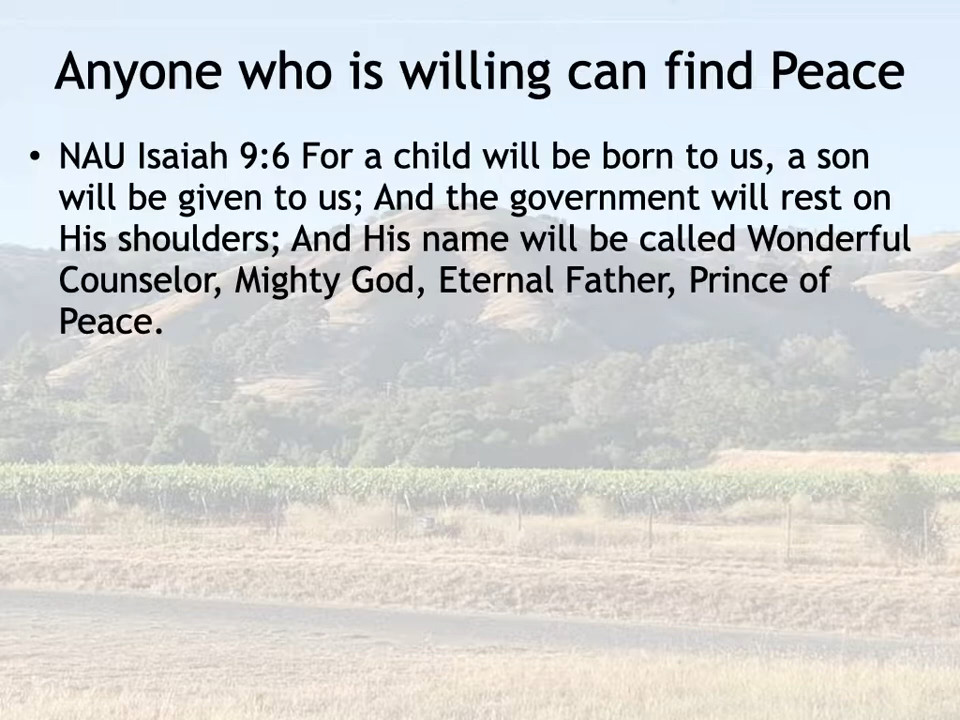 Anyone who is willing can find Peace
• NAU Isaiah 9:6 For a child will be born to us, a son
will be given to us; And the government will rest on
His shoulders; And His name will be called Wonderful
Counselor, Mighty God, Eternal Father, Prince of
Peace.